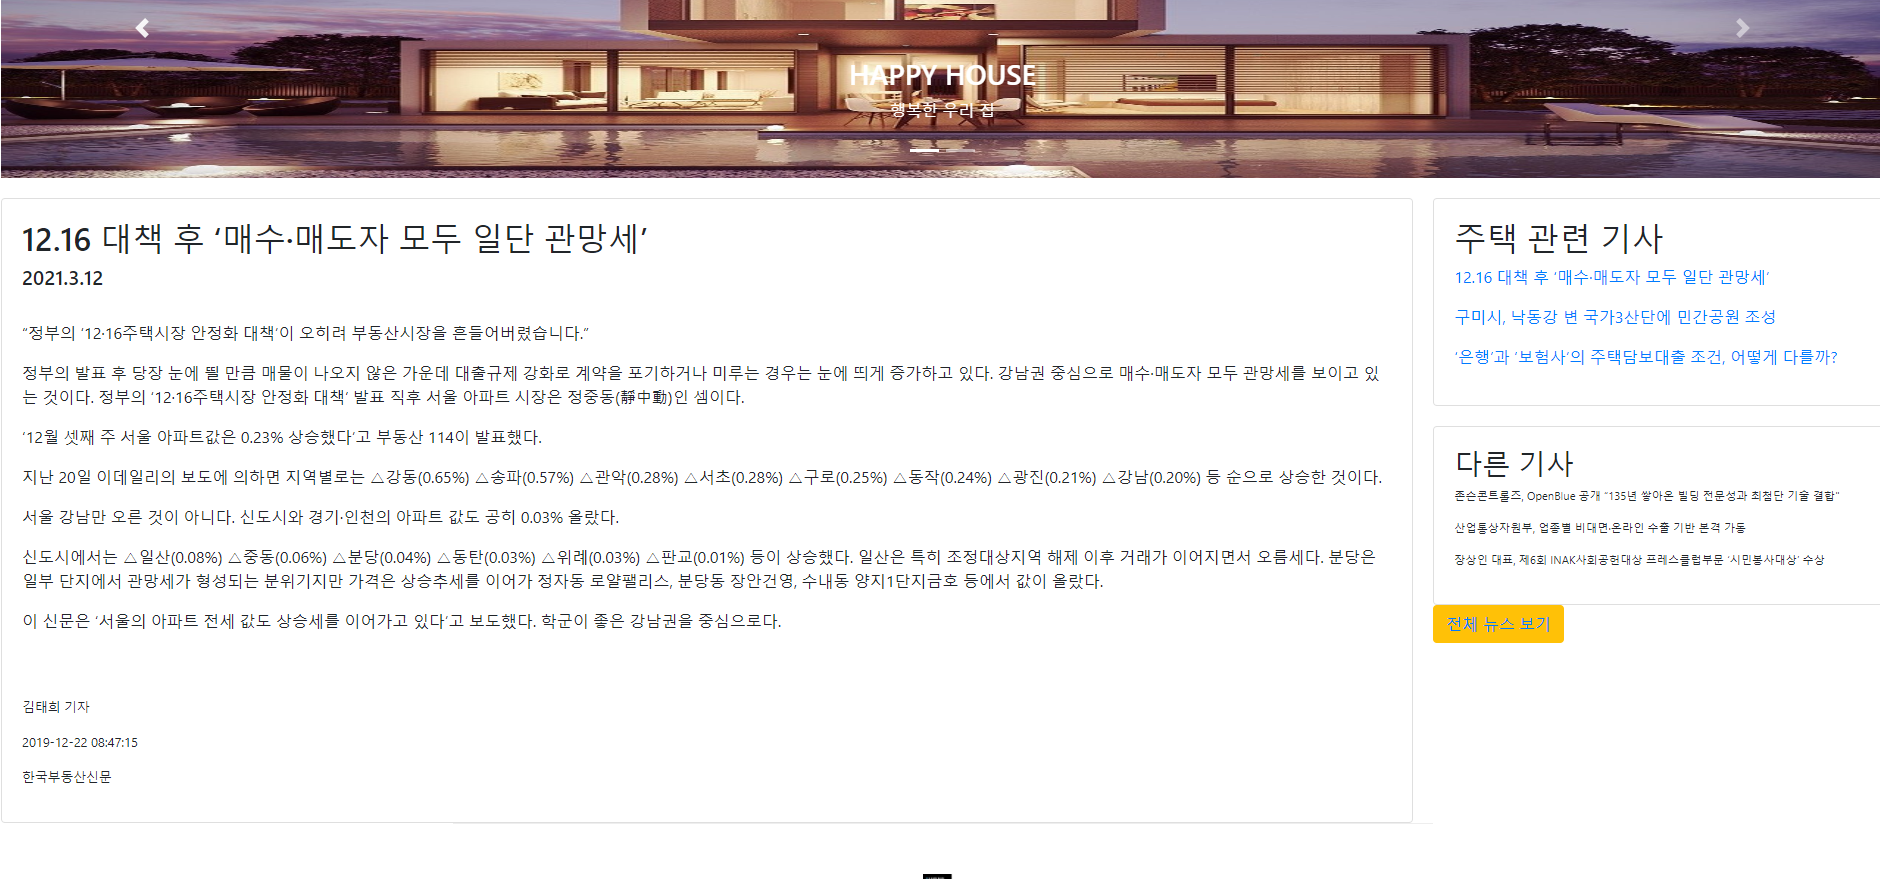 HAPPY HOUSE
행복한 우리 집
12.16 대책 후 ‘매수·매도자 모두 일단 관망세’
2021.3.12
“정부의 ‘12·16주택시장 안정화 대책’이 오히려 부동산시장을 흔들어버렸습니다.”
정부의 발표 후 당장 눈에 띌 만큼 매물이 나오지 않은 가운데 대출규제 강화로 계약을 포기하거나 미루는 경우는 눈에 띄게 증가하고 있다. 강남권 중심으로 매수·매도자 모두 관망세를 보이고 있
는 것이다. 정부의 ‘12·16주택시장 안정화 대책’ 발표 직후 서울 아파트 시장은 정중동(靜中動)인 셈이다.
‘12월 셋째 주 서울 아파트값은 0.23% 상승했다’고 부동산 114이 발표했다.
지난 20일 이데일리의 보도에 의하면 지역별로는 △강동(0.65%) △송파(0.57%) △관악(0.28%) △서초(0.28%) △구로(0.25%) △동작(0.24%) △광진(0.21%) △강남(0.20%) 등 순으로 상승한 것이다.
서울 강남만 오른 것이 아니다. 신도시와 경기·인천의 아파트 값도 공히 0.03% 올랐다.
신도시에서는 △일산(0.08%) △중동(0.06%) △분당(0.04%) △동탄(0.03%) △위례(0.03%) △판교(0.01%) 등이 상승했다. 일산은 특히 조정대상지역 해제 이후 거래가 이어지면서 오름세다. 분당은
일부 단지에서 관망세가 형성되는 분위기지만 가격은 상승추세를 이어가 정자동 로얄팰리스, 분당동 장안건영, 수내동 양지1단지금호 등에서 값이 올랐다.
이 신문은 ‘서울의 아파트 전세 값도 상승세를 이어가고 있다’고 보도했다. 학군이 좋은 강남권을 중심으로다.
김태희 기자
2019-12-22 08:47:15
한국부동산신문
주택 관련 기사
12.16 대책 후 ‘매수·매도자 모두 일단 관망세’
구미시, 낙동강 변 국가3산단에 민간공원 조성
‘은행’과 ‘보험사’의 주택담보대출 조건, 어떻게 다를까?
다른 기사
존슨콘트롤즈, OpenBlue 공개 “135년 쌓아온 빌딩 전문성과 최첨단 기술 결합”
산업통상자원부, 업종별 비대면·온라인 수출 기반 본격 가동
장상인 대표, 제6회 INAK사회공헌대상 프레스클럽부문 ‘시민봉사대상’ 수상
전체 뉴스 보기